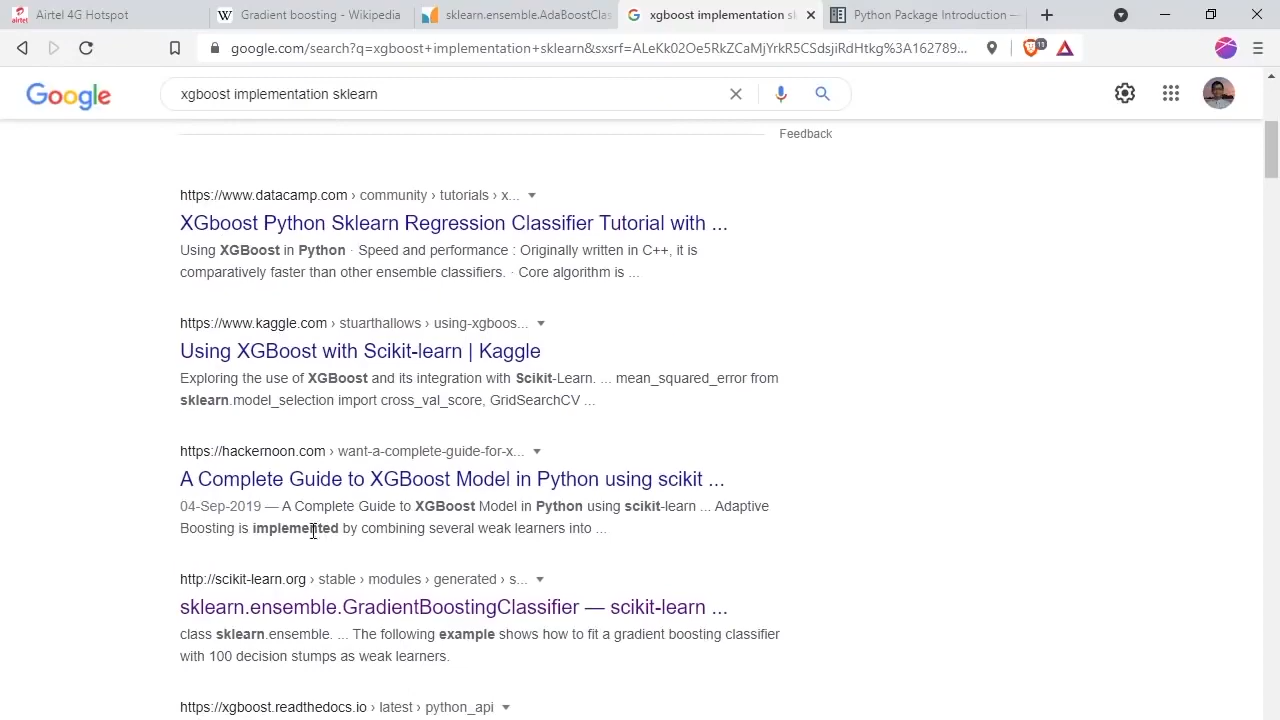 airtel
Airtel 4G Hotspot
W
Gradient boosting - Wikipedia
sklearn.ensemble.AdaBoostClas
xgboost implementation sk
Python Package Introduction —
google.com/search?q=xgboost+implementation+sklearn&sxsrf=ALeKk02Oe5RkZCaMjYrkR5CSdsjiRdHtkg%3A162789...
11
Google
xgboost implementation sklearn
Feedback
https://www.datacamp.com › community › tutorials › x...
XGboost Python Sklearn Regression Classifier Tutorial with ...
Using XGBoost in Python · Speed and performance : Originally written in C++, it is
comparatively faster than other ensemble classifiers. · Core algorithm is ...
https://www.kaggle.com › stuarthallows › using-xgboos...
Using XGBoost with Scikit-learn | Kaggle
Exploring the use of XGBoost and its integration with Scikit-Learn. ... mean_squared_error from
sklearn.model_selection import cross_val_score, GridSearchCV ...
https://hackernoon.com › want-a-complete-guide-for-x...
A Complete Guide to XGBoost Model in Python using scikit ...
04-Sep-2019 — A Complete Guide to XGBoost Model in Python using scikit-learn ... Adaptive
Boosting is implemented by combining several weak learners into ...
http://scikit-learn.org › stable › modules › generated › s...
sklearn.ensemble.GradientBoostingClassifier — scikit-learn ...
class sklearn.ensemble. ... The following example shows how to fit a gradient boosting classifier
with 100 decision stumps as weak learners.
https://xgboost.readthedocs.io › latest › python_api